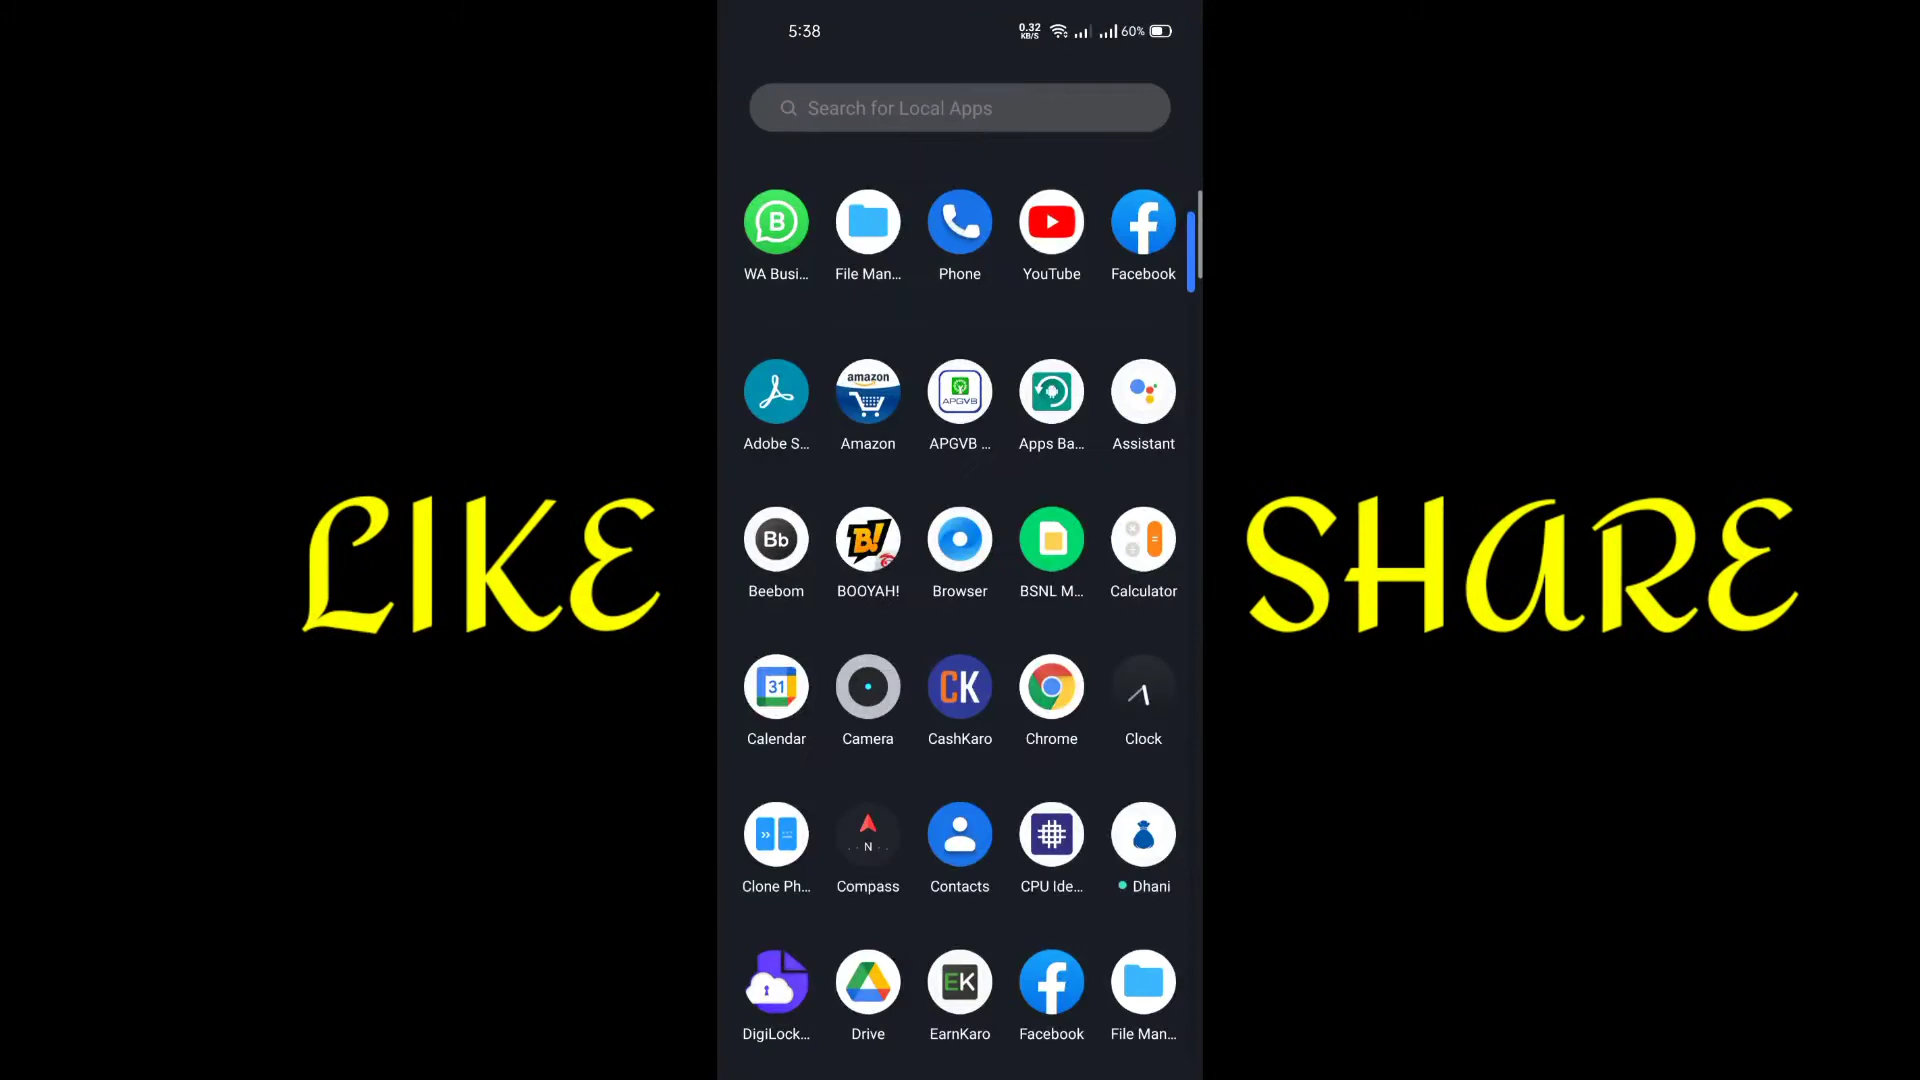 5:38
0.32
KB/S
60%
Search for Local Apps
WA Busi...
File Man...
Phone
YouTube
Facebook
amazon
APGVB
Adobe S...
Amazon
APGVB ...
Apps Ba...
Assistant
Bb
B!
Beebom
BOOYAH!
Browser
BSNL M...
Calculator
LIKE
SHARE
31
CK
Calendar
Camera
CashKaro
Chrome
Clock
N
Clone Ph...
Compass
Contacts
CPU Ide...
Dhani
EK
DigiLock...
Drive
EarnKaro
Facebook
File Man...